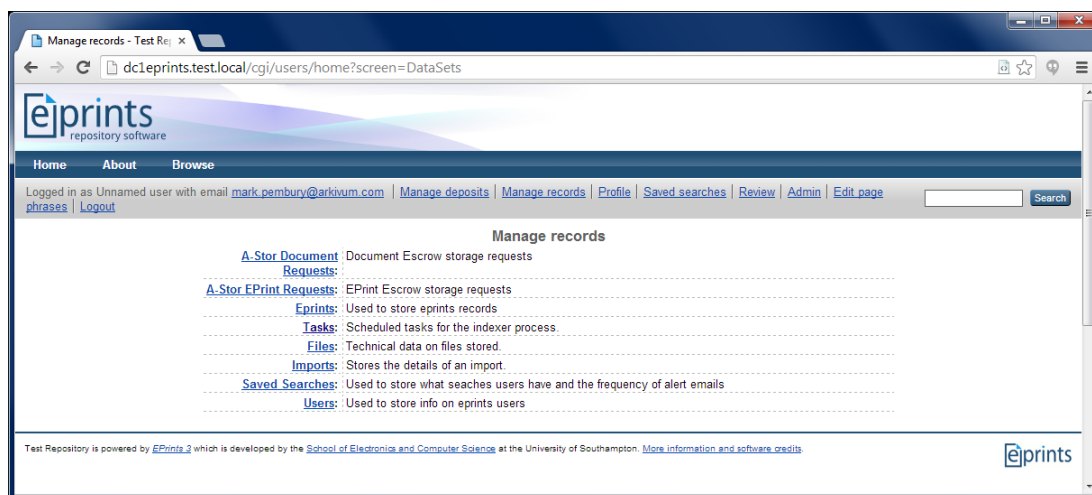 Manage records - Test Re
dc1eprints.test.local/cgi/users/home?screen=DataSets
eprints
repository software
Home About Browse
Logged in as Unnamed user with email mark.pembury@arkivum.com | Manage deposits | Manage records | Profile | Saved searches | Review | Admin | Edit page
phrases | Logout
Search
Manage records
A-Stor Document Document Escrow storage requests
Requests:
A-Stor EPrint Requests: EPrint Escrow storage requests
Eprints: Used to store eprints records
Tasks: Scheduled tasks for the indexer process.
Files: Technical data on files stored.
Imports: Stores the details of an import.
Saved Searches: Used to store what seaches users have and the frequency of alert emails
Users: Used to store info on eprints users
Test Repository is powered by EPrints 3 which is developed by the School of Electronics and Computer Science at the University of Southampton. More information and software credits.
eprints